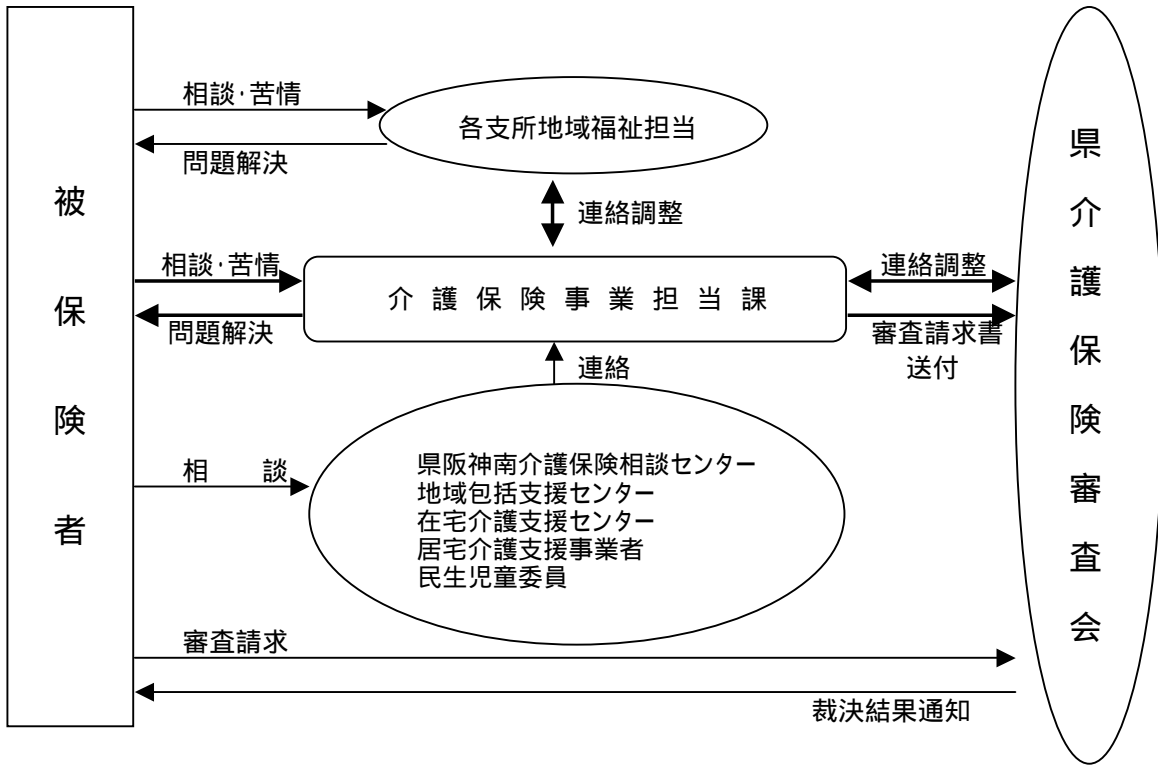 被保険者
相談・苦情
各支所地域福祉担当
問題解決
連絡調整
相談・苦情
介護保険事業担当課
連絡調整
問題解決
審査請求書
送付
連絡
相 談
県阪神南介護保険相談センター
地域包括支援センター
在宅介護支援センター
居宅介護支援事業者
民生児童委員
審査請求
裁決結果通知
県介護保険審査会